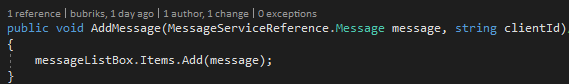 1 reference | bubriks, 1 day ago | 1 author, 1 change | 0 exceptions
public void AddMessage(MessageServiceReference.Message message, string clientId)
{
messageListBox.Items.Add(message);
}